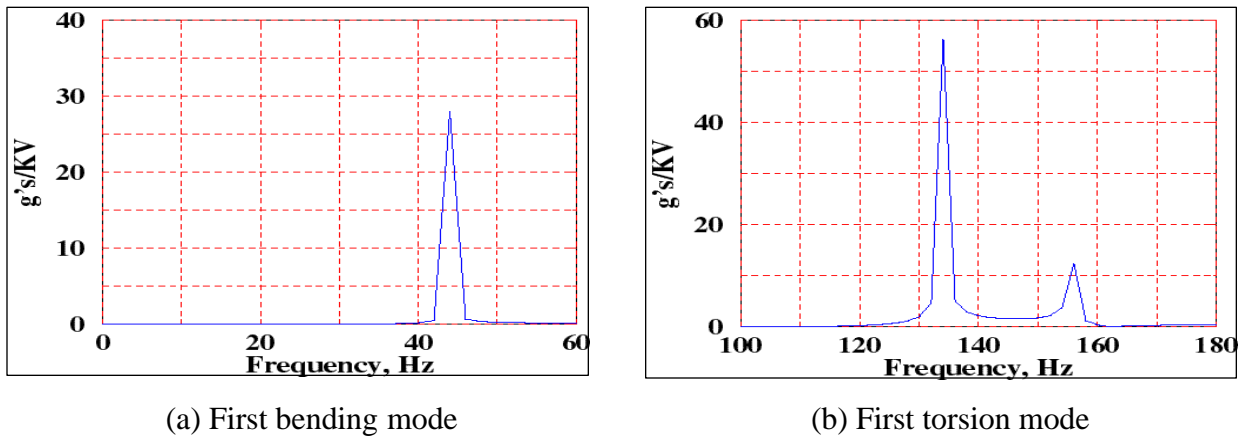 40
30
20
10
0
g's/KV
0 20 40 60
Frequency, Hz
(a) First bending mode
60
40
20
0
g's/KV
100 120 140 160 180
Frequency, Hz
(b) First torsion mode